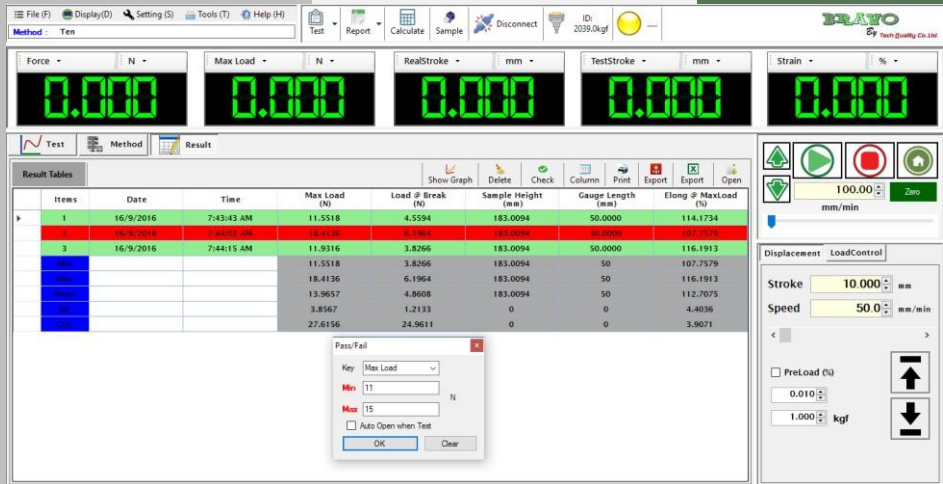 File (F) Display(D) Setting (S) Tools (T) Help (H)
Method : Ten
Test Report Calculate Sample Disconnect ID: 2039.0kgf
BRAVO
By Tech Quality Co.Ltd
Force N Max Load N RealStroke mm TestStroke mm Strain %
0.000 0.000 0.000 0.000 0.000
Test Method Result
Result Tables Show Graph Delete Check Column Print Export Export Open
Items Date Time Max Load (N) Load @ Break (N) Sample Height (mm) Gauge Length (mm) Elong @ MaxLoad (%)
1 16/9/2016 7:43:43 AM 11.5518 4.5594 183.0094 50.0000 114.1734
2 16/9/2016 7:44:02 AM 18.4136 6.1964 183.0094 50.0000 107.7579
3 16/9/2016 7:44:15 AM 11.9316 3.8266 183.0094 50.0000 116.1913
11.5518 3.8266 183.0094 50 107.7579
18.4136 6.1964 183.0094 50 116.1913
13.9657 4.8608 183.0094 50 112.7075
3.8567 1.2133 0 0 4.4036
27.6156 24.9611 0 0 3.9071
Pass/Fail x
Key Max Load
Min 11
N
Max 15
Auto Open when Test
OK Clear
100.00 Zero
mm/min
Displacement LoadControl
Stroke 10.000 mm
Speed 50.0 mm/min
PreLoad (%)
0.010
1.000 kgf